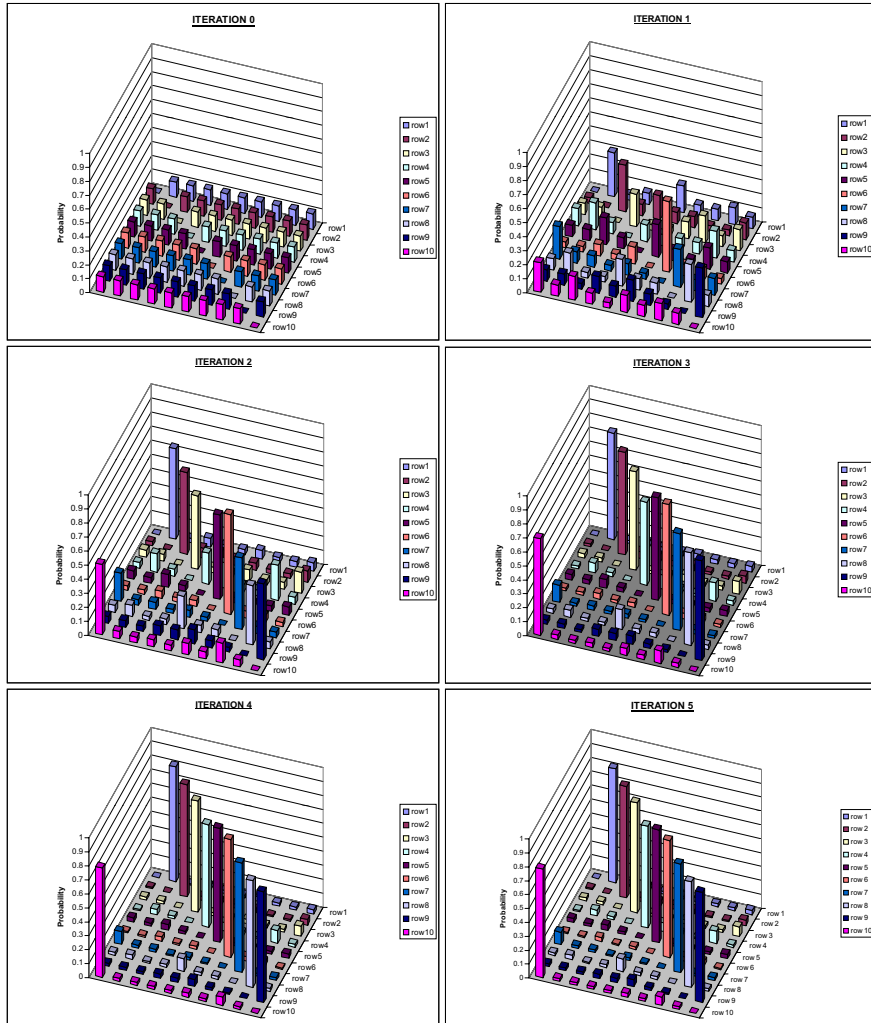 ITERATION 0
1
0.9
0.8
0.7
0.6
0.5
0.4
0.3
0.2
0.1
0
Probability
row1
row2
row3
row4
row5
row6
row7
row8
row9
row10
row1
row2
row3
row4
row5
row6
row7
row8
row9
row10
ITERATION 1
1
0.9
0.8
0.7
0.6
0.5
0.4
0.3
0.2
0.1
0
Probability
row1
row2
row3
row4
row5
row6
row7
row8
row9
row10
row1
row2
row3
row4
row5
row6
row7
row8
row9
row10
ITERATION 2
1
0.9
0.8
0.7
0.6
0.5
0.4
0.3
0.2
0.1
0
Probability
row1
row2
row3
row4
row5
row6
row7
row8
row9
row10
row1
row2
row3
row4
row5
row6
row7
row8
row9
row10
ITERATION 3
1
0.9
0.8
0.7
0.6
0.5
0.4
0.3
0.2
0.1
0
Probability
row1
row2
row3
row4
row5
row6
row7
row8
row9
row10
row1
row2
row3
row4
row5
row6
row7
row8
row9
row10
ITERATION 4
1
0.9
0.8
0.7
0.6
0.5
0.4
0.3
0.2
0.1
0
Probability
row1
row2
row3
row4
row5
row6
row7
row8
row9
row10
row1
row2
row3
row4
row5
row6
row7
row8
row9
row10
ITERATION 5
1
0.9
0.8
0.7
0.6
0.5
0.4
0.3
0.2
0.1
0
Probability
row 1
row 2
row 3
row 4
row 5
row 6
row 7
row 8
row 9
row 10
row 1
row 2
row 3
row 4
row 5
row 6
row 7
row 8
row 9
row 10